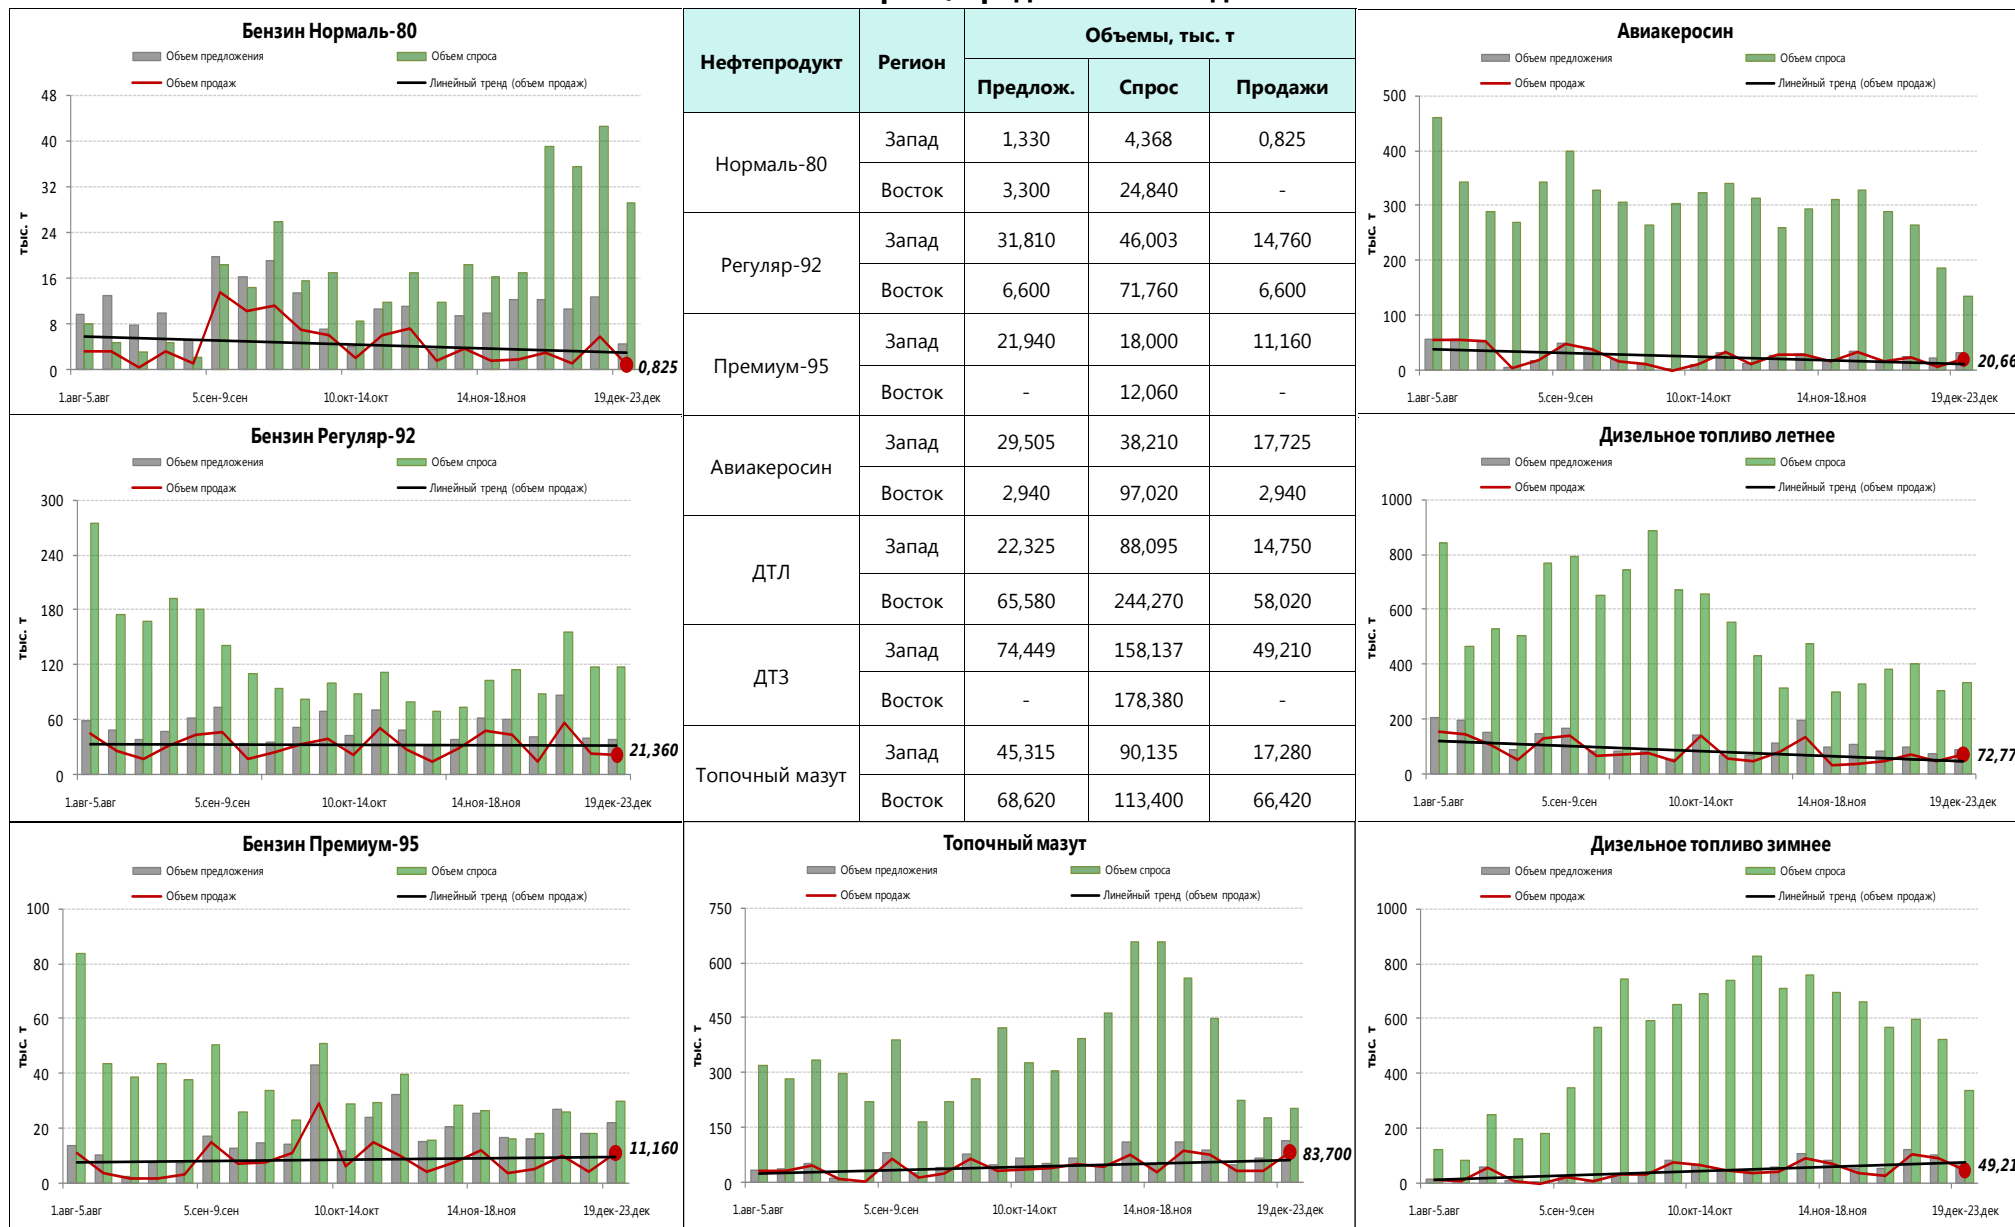 Бензин Нормаль-80
Объем предложения
Объем спроса
Объем продаж
Линейный тренд (объем продаж)
48
40
32
24
16
8
0
тыс. т
0,825
1.авг-5.авг
5.сен-9.сен
10.окт-14.окт
14.ноя-18.ноя
19.дек-23.дек
Бензин Регуляр-92
Объем предложения
Объем спроса
Объем продаж
Линейный тренд (объем продаж)
300
240
180
120
60
0
тыс. т
21,360
1.авг-5.авг
5.сен-9.сен
10.окт-14.окт
14.ноя-18.ноя
19.дек-23.дек
Бензин Премиум-95
Объем предложения
Объем спроса
Объем продаж
Линейный тренд (объем продаж)
100
80
60
40
20
0
тыс. т
11,160
1.авг-5.авг
5.сен-9.сен
10.окт-14.окт
14.ноя-18.ноя
19.дек-23.дек
Нефтепродукт Регион Объемы, тыс. т
Предлож. Спрос Продажи
Нормаль-80
Запад 1,330 4,368 0,825
Восток 3,300 24,840 -
Регуляр-92
Запад 31,810 46,003 14,760
Восток 6,600 71,760 6,600
Премиум-95
Запад 21,940 18,000 11,160
Восток - 12,060 -
Авиакеросин
Запад 29,505 38,210 17,725
Восток 2,940 97,020 2,940
ДТЛ
Запад 22,325 88,095 14,750
Восток 65,580 244,270 58,020
ДТЗ
Запад 74,449 158,137 49,210
Восток - 178,380 -
Топочный мазут
Запад 45,315 90,135 17,280
Восток 68,620 113,400 66,420
Топочный мазут
Объем предложения
Объем спроса
Объем продаж
Линейный тренд (объем продаж)
750
600
450
300
150
0
тыс. т
83,700
1.авг-5.авг
5.сен-9.сен
10.окт-14.окт
14.ноя-18.ноя
19.дек-23.дек
Авиакеросин
Объем предложения
Объем спроса
Объем продаж
Линейный тренд (объем продаж)
500
400
300
200
100
0
тыс. т
20,66
1.авг-5.авг
5.сен-9.сен
10.окт-14.окт
14.ноя-18.ноя
19.дек-23.дек
Дизельное топливо летнее
Объем предложения
Объем спроса
Объем продаж
Линейный тренд (объем продаж)
1000
800
600
400
200
0
тыс. т
72,77
1.авг-5.авг
5.сен-9.сен
10.окт-14.окт
14.ноя-18.ноя
19.дек-23.дек
Дизельное топливо зимнее
Объем предложения
Объем спроса
Объем продаж
Линейный тренд (объем продаж)
1000
800
600
400
200
0
тыс. т
49,21
1.авг-5.авг
5.сен-9.сен
10.окт-14.окт
14.ноя-18.ноя
19.дек-23.дек